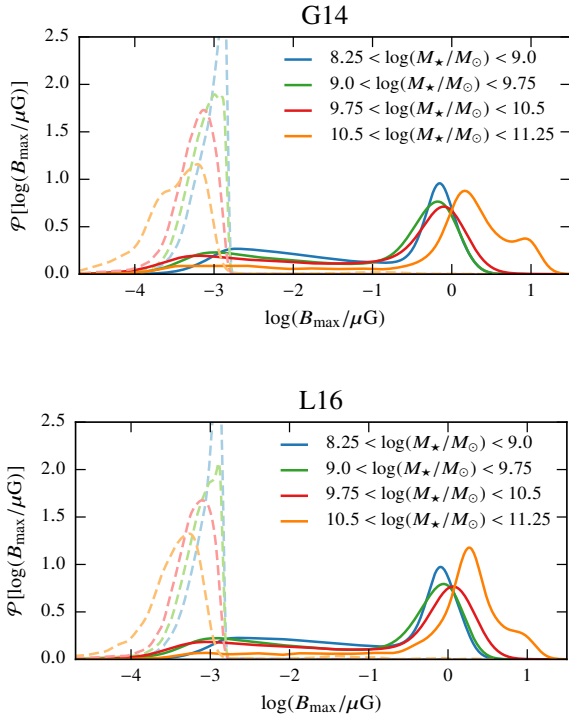 G14
2.5
2.0
1.5
1.0
0.5
0.0
𝒫[log(B_max/μG)]
8.25 < log(M★/M⊙) < 9.0
9.0 < log(M★/M⊙) < 9.75
9.75 < log(M★/M⊙) < 10.5
10.5 < log(M★/M⊙) < 11.25
−4 −3 −2 −1 0 1
log(B_max/μG)
L16
2.5
2.0
1.5
1.0
0.5
0.0
𝒫[log(B_max/μG)]
8.25 < log(M★/M⊙) < 9.0
9.0 < log(M★/M⊙) < 9.75
9.75 < log(M★/M⊙) < 10.5
10.5 < log(M★/M⊙) < 11.25
−4 −3 −2 −1 0 1
log(B_max/μG)